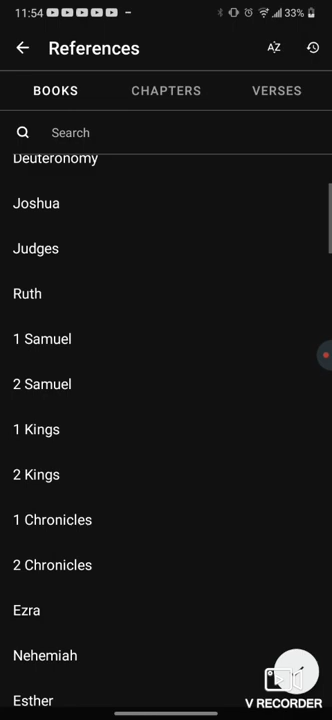 11:54 33%
References AZ
BOOKS CHAPTERS VERSES
Search
Deuteronomy
Joshua
Judges
Ruth
1 Samuel
2 Samuel
1 Kings
2 Kings
1 Chronicles
2 Chronicles
Ezra
Nehemiah
Esther
V RECORDER